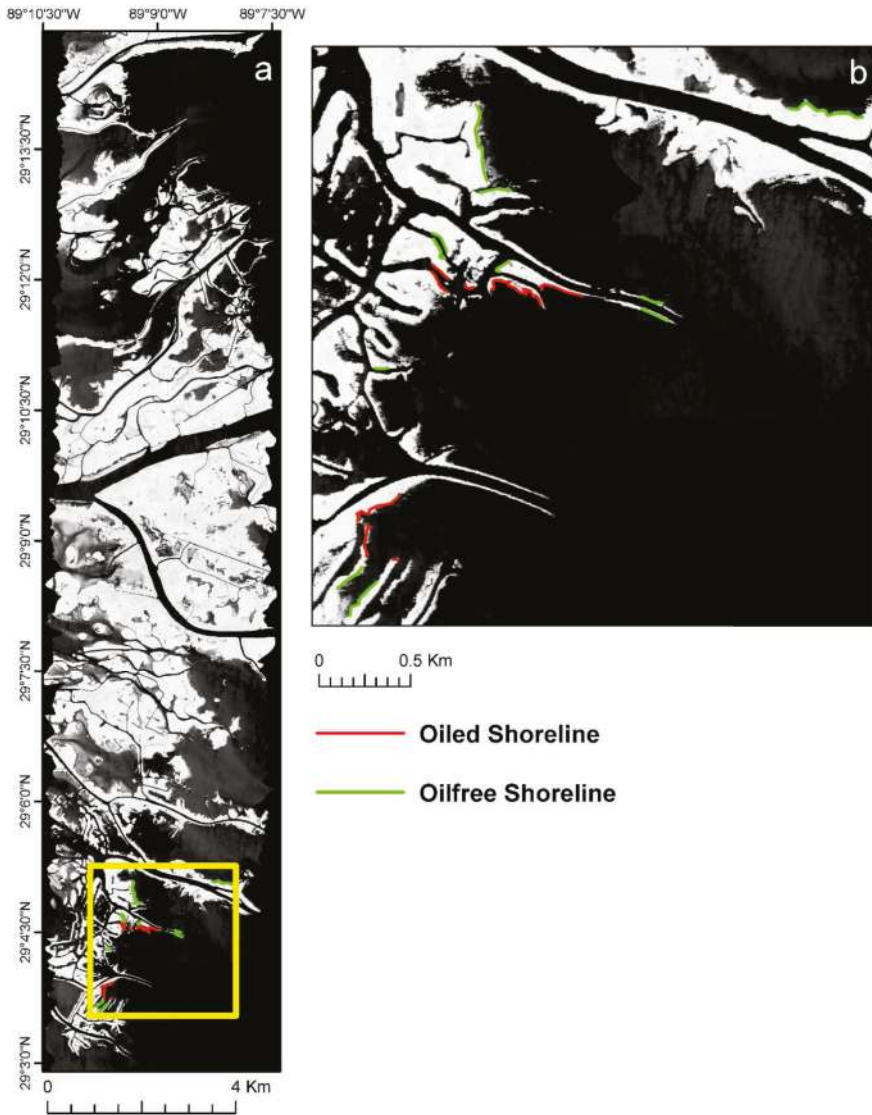 89°10'30"W 89°9'0"W 89°7'30"W
a
b
29°13'30"N
29°12'0"N
29°10'30"N
29°9'0"N
29°7'30"N
29°6'0"N
29°4'30"N
29°3'0"N
0 0.5 Km
Oiled Shoreline
Oilfree Shoreline
0 4 Km